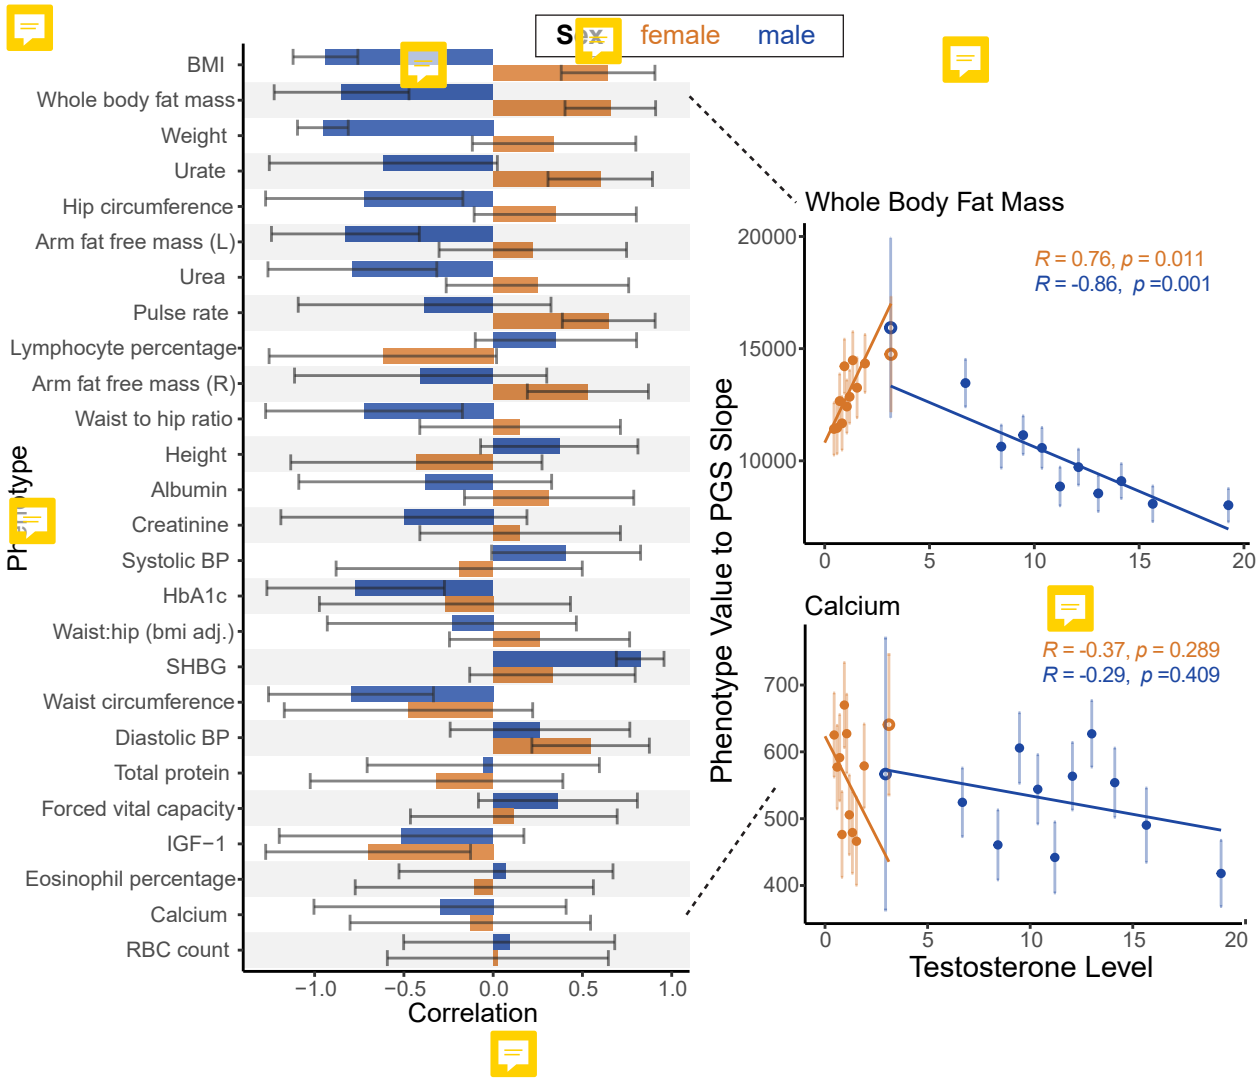 Sex female male
BMI
Whole body fat mass
Weight
Urate
Hip circumference
Arm fat free mass (L)
Urea
Pulse rate
Lymphocyte percentage
Arm fat free mass (R)
Waist to hip ratio
Height
Albumin
Creatinine
Systolic BP
HbA1c
Waist:hip (bmi adj.)
SHBG
Waist circumference
Diastolic BP
Total protein
Forced vital capacity
IGF−1
Eosinophil percentage
Calcium
RBC count
Phenotype
−1.0 −0.5 0.0 0.5 1.0
Correlation
Whole Body Fat Mass
R = 0.76, p = 0.011
R = -0.86, p =0.001
20000
15000
10000
0 5 10 15 20
Phenotype Value to PGS Slope
Calcium
R = -0.37, p = 0.289
R = -0.29, p =0.409
700
600
500
400
0 5 10 15 20
Testosterone Level